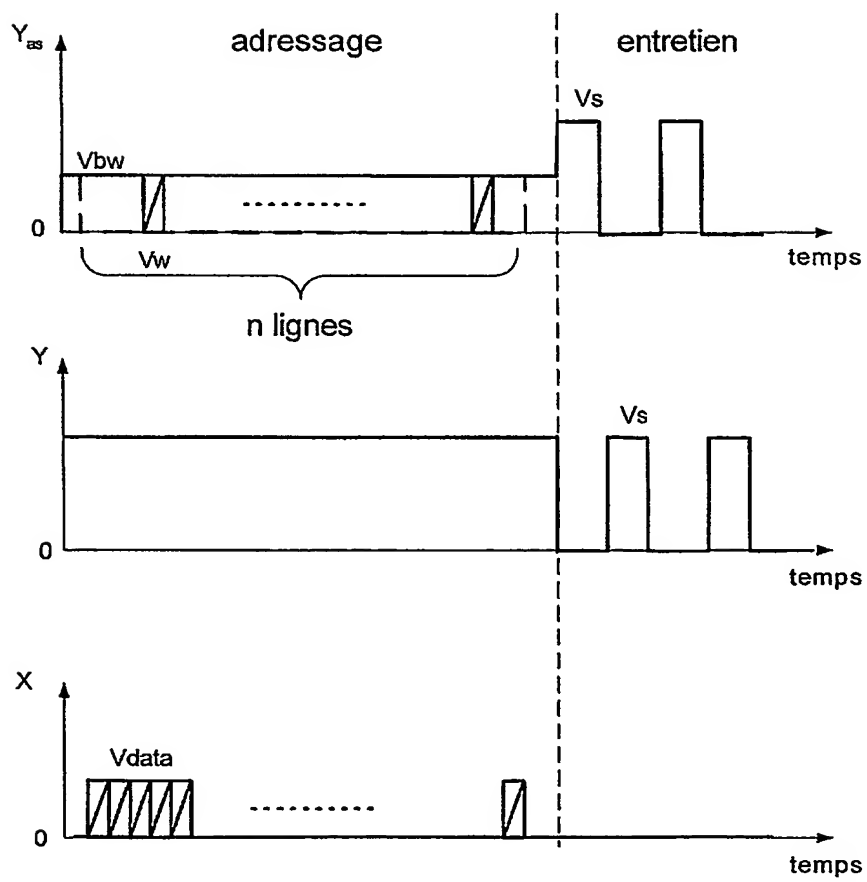 adressage
entretien
Yas
Vs
Vbw
0
Vw
temps
n lignes
Y
Vs
0
temps
X
Vdata
0
temps